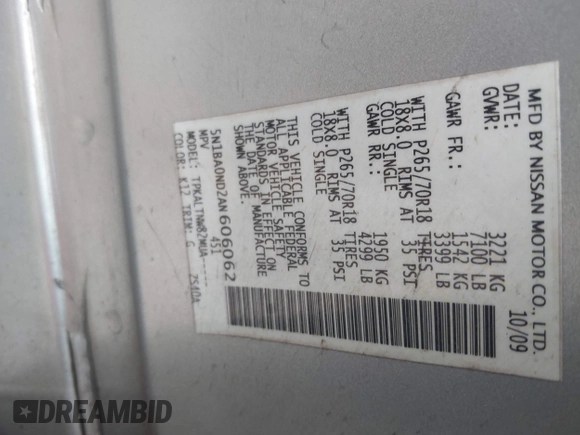 MFD BY NISSAN MOTOR CO., LTD.
DATE: 10/09
GVWR: 3221 KG
7100 LB
GAWR FR.: 1542 KG
3399 LB
WITH P265/70R18 TIRES
18X8.0 RIMS AT 35 PSI
COLD SINGLE
GAWR RR.: 1950 KG
4299 LB
WITH P265/70R18 TIRES
18X8.0 RIMS AT 35 PSI
COLD SINGLE
THIS VEHICLE CONFORMS TO
ALL APPLICABLE FEDERAL
MOTOR VEHICLE SAFETY
STANDARDS IN EFFECT ON
THE DATE OF MANUFACTURE
SHOWN ABOVE.
5N1BA0ND2AN606062
MPV 451
MODEL: TPKALTNW82WUA-----
COLOR: K12 TRIM: G ZS40A
DREAMBID